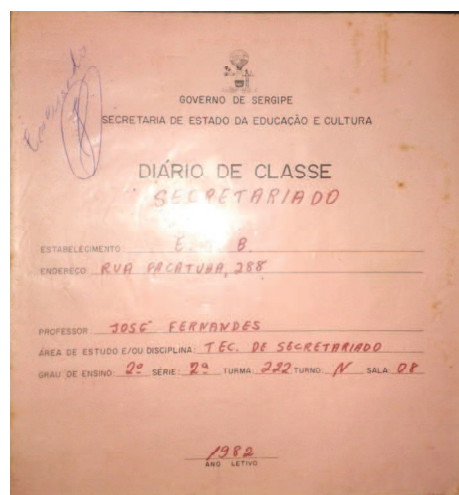 Encerrado
GOVERNO DE SERGIPE
SECRETARIA DE ESTADO DA EDUCAÇÃO E CULTURA
DIÁRIO DE CLASSE
SECRETARIADO
ESTABELECIMENTO: E. B.
ENDEREÇO: RUA PACATUBA, 288
PROFESSOR: JOSÉ FERNANDES
ÁREA DE ESTUDO E/OU DISCIPLINA: TEC. DE SECRETARIADO
GRAU DE ENSINO: 2º SÉRIE: 2ª TURMA: 222 TURNO: N SALA: 08
1982
ANO LETIVO